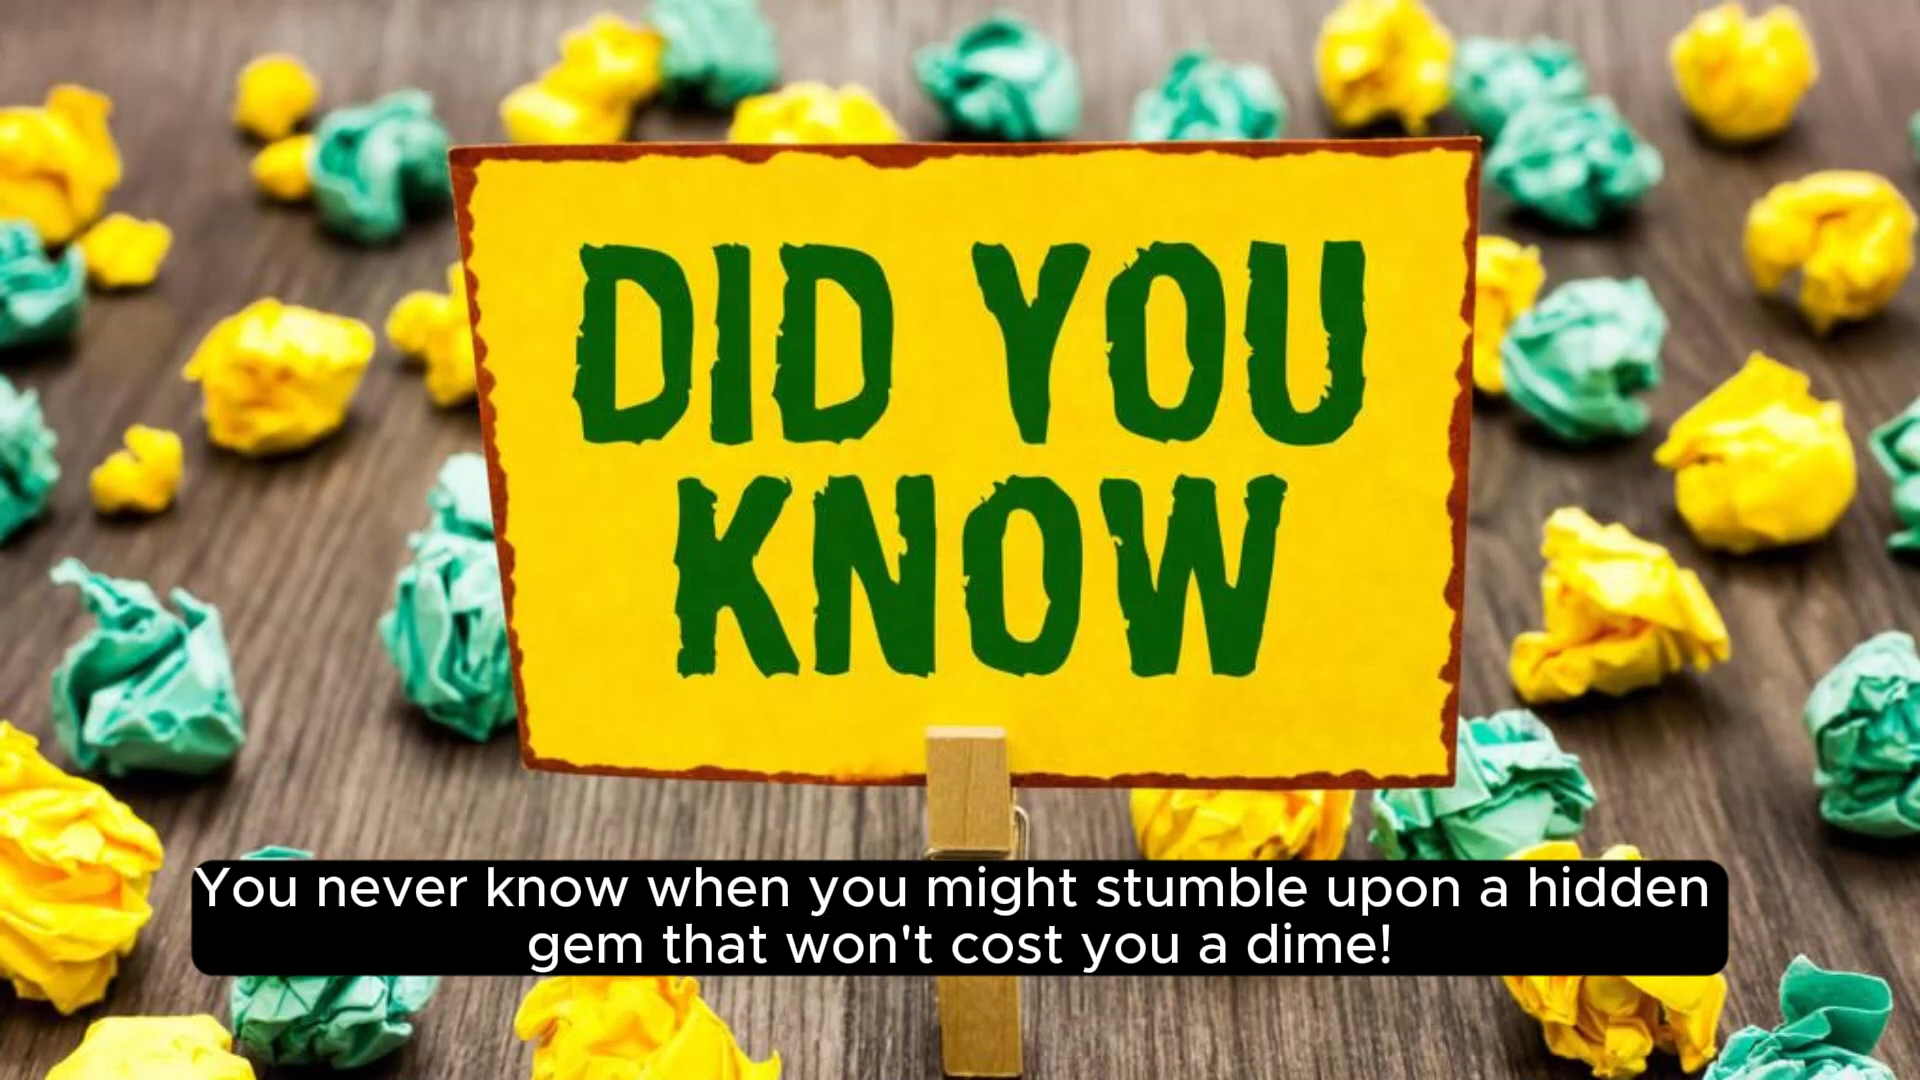 DID YOU
KNOW
You never know when you might stumble upon a hidden
gem that won't cost you a dime!